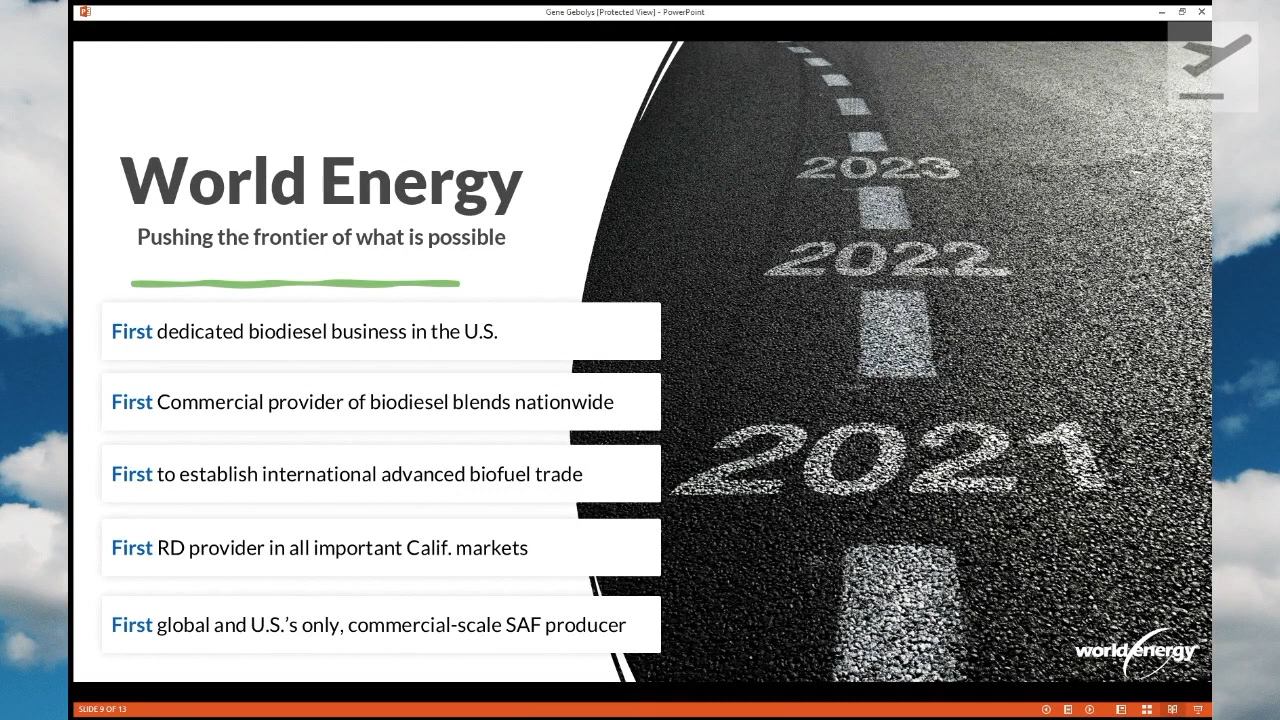 Gene Gebolys [Protected View] - PowerPoint
World Energy
Pushing the frontier of what is possible
First dedicated biodiesel business in the U.S.
First Commercial provider of biodiesel blends nationwide
First to establish international advanced biofuel trade
First RD provider in all important Calif. markets
First global and U.S.’s only, commercial-scale SAF producer
2023
2022
2021
world energy
SLIDE 9 OF 13